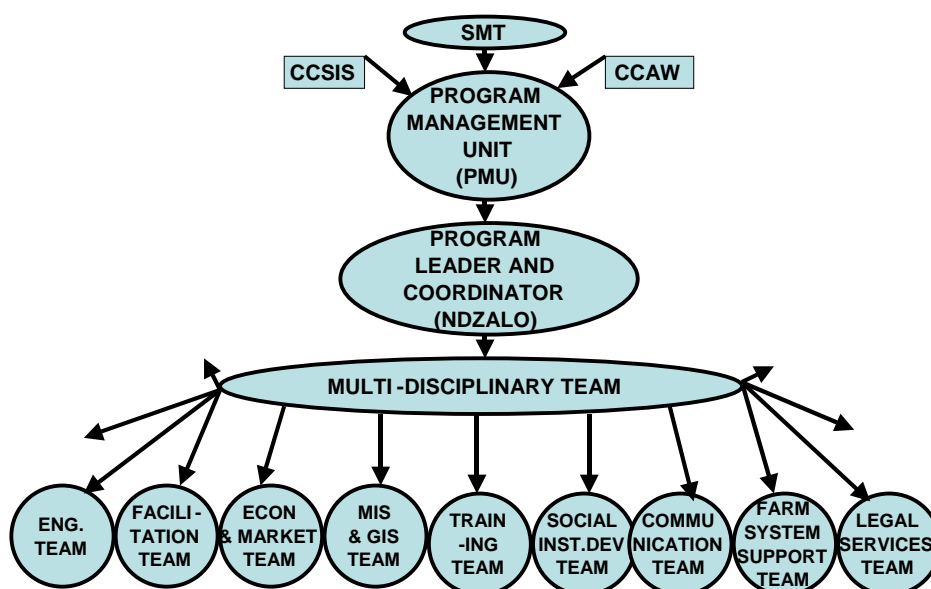 SMT
CCSIS
CCAW
PROGRAM
MANAGEMENT
UNIT
(PMU)
PROGRAM
LEADER AND
COORDINATOR
(NDZALO)
MULTI -DISCIPLINARY TEAM
ENG.
TEAM
FACILI -
TATION
TEAM
ECON
& MARKET
TEAM
MIS
& GIS
TEAM
TRAIN
-ING
TEAM
SOCIAL
INST.DEV
TEAM
COMMU
NICATION
TEAM
FARM
SYSTEM
SUPPORT
TEAM
LEGAL
SERVICES
TEAM